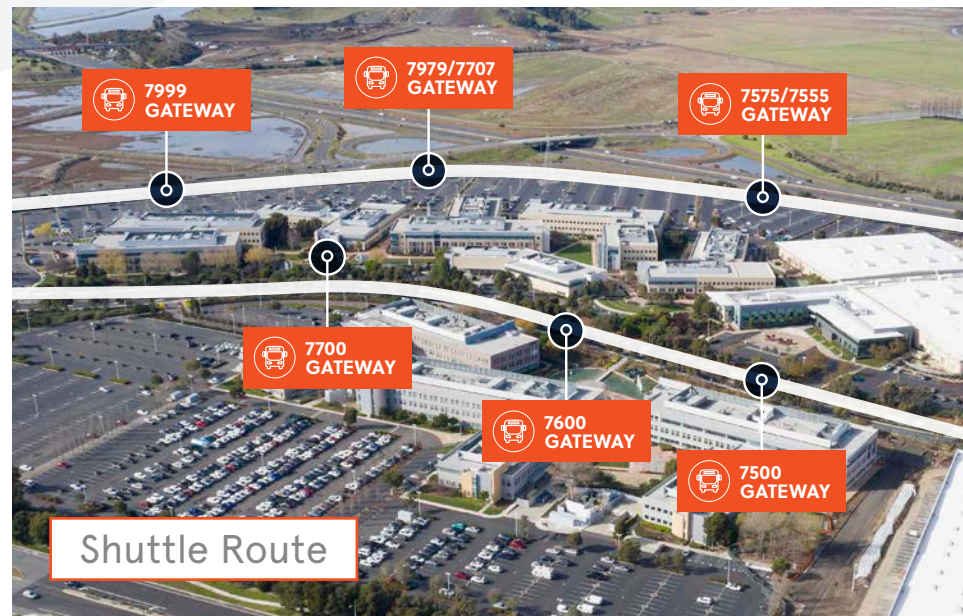 7999
GATEWAY
7979/7707
GATEWAY
7575/7555
GATEWAY
7700
GATEWAY
7600
GATEWAY
7500
GATEWAY
Shuttle Route